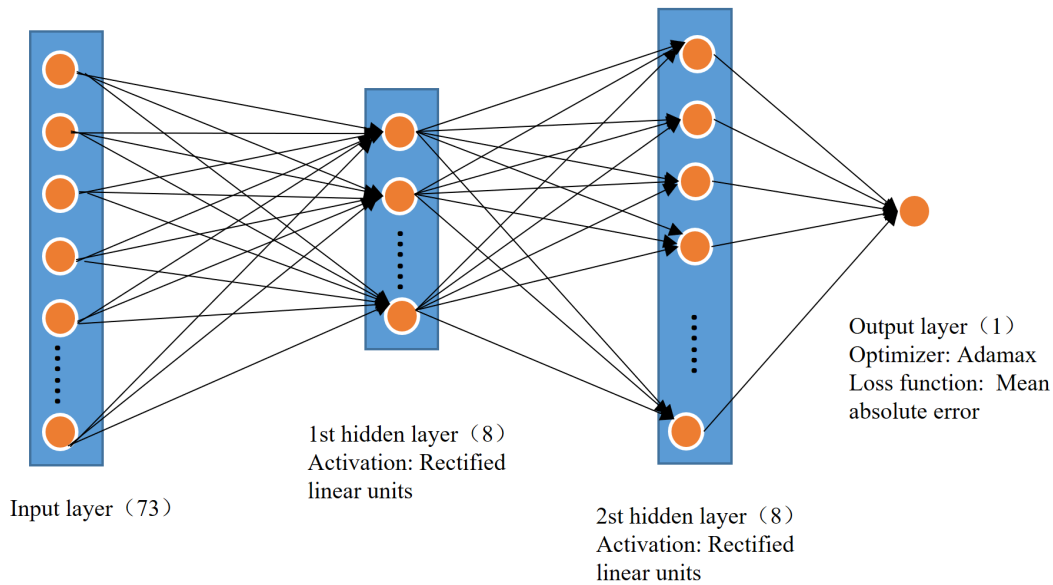 Input layer（73）
1st hidden layer（8）
Activation: Rectified
linear units
2st hidden layer（8）
Activation: Rectified
linear units
Output layer（1）
Optimizer: Adamax
Loss function:  Mean
absolute error